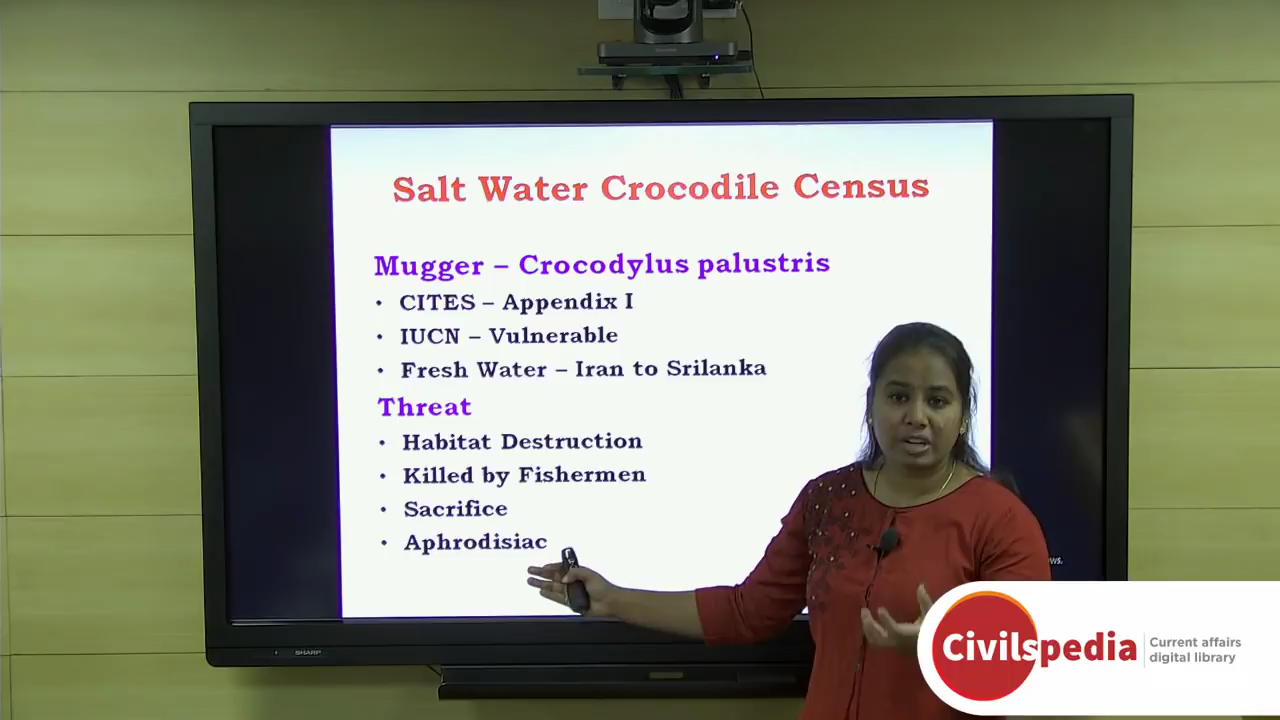 Salt Water Crocodile Census
Mugger – Crocodylus palustris
• CITES – Appendix I
• IUCN – Vulnerable
• Fresh Water – Iran to Srilanka
Threat
• Habitat Destruction
• Killed by Fishermen
• Sacrifice
• Aphrodisiac
SHARP
Civilspedia
Current affairs
digital library